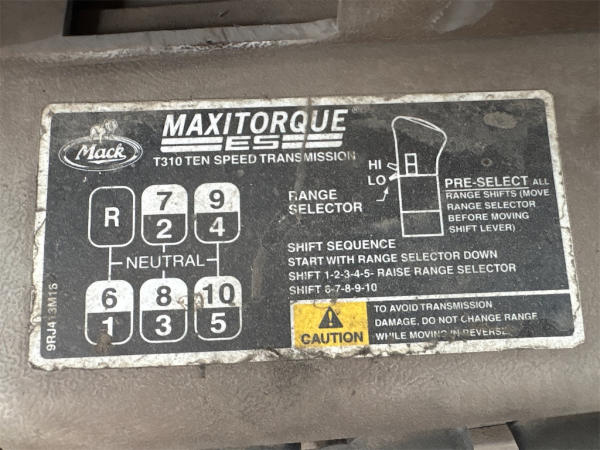 Mack
MAXITORQUE®
ES
T310 TEN SPEED TRANSMISSION
R 7 9
2 4
NEUTRAL
6 8 10
1 3 5
9RJ413M16
RANGE
SELECTOR
HI
LO
PRE-SELECT ALL
RANGE SHIFTS (MOVE
RANGE SELECTOR
BEFORE MOVING
SHIFT LEVER)
SHIFT SEQUENCE
START WITH RANGE SELECTOR DOWN
SHIFT 1-2-3-4-5- RAISE RANGE SELECTOR
SHIFT 6-7-8-9-10
CAUTION
TO AVOID TRANSMISSION
DAMAGE, DO NOT CHANGE RANGE
WHILE MOVING IN REVERSE